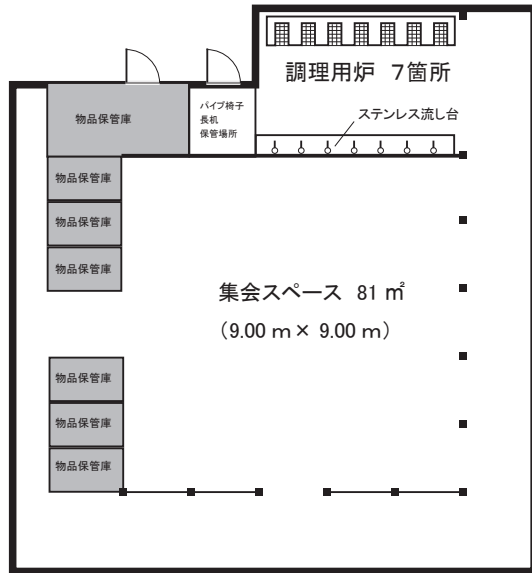 調理用炉 7箇所
物品保管庫
パイプ椅子
長机
保管場所
ステンレス流し台
物品保管庫
物品保管庫
物品保管庫
集会スペース 81 ㎡
（9.00 ｍ× 9.00 ｍ）
物品保管庫
物品保管庫
物品保管庫